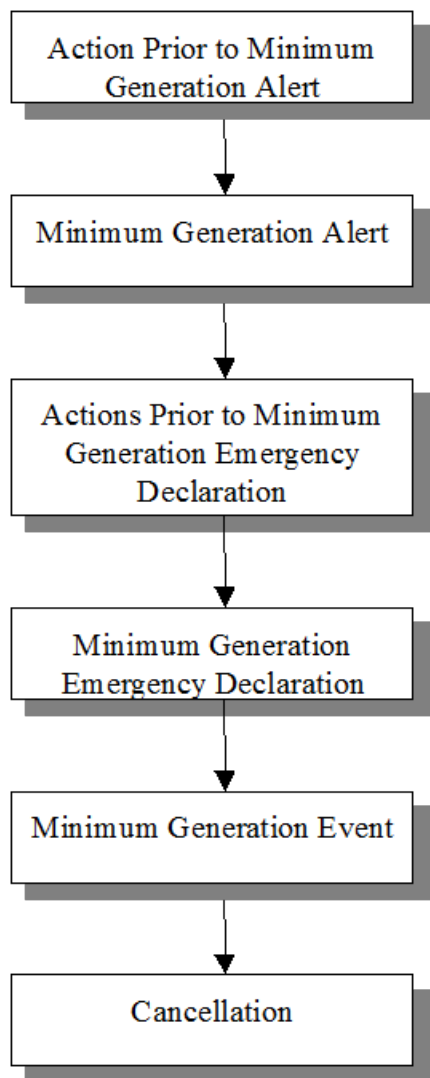 Action Prior to Minimum
Generation Alert
Minimum Generation Alert
Actions Prior to Minimum
Generation Emergency
Declaration
Minimum Generation
Emergency Declaration
Minimum Generation Event
Cancellation